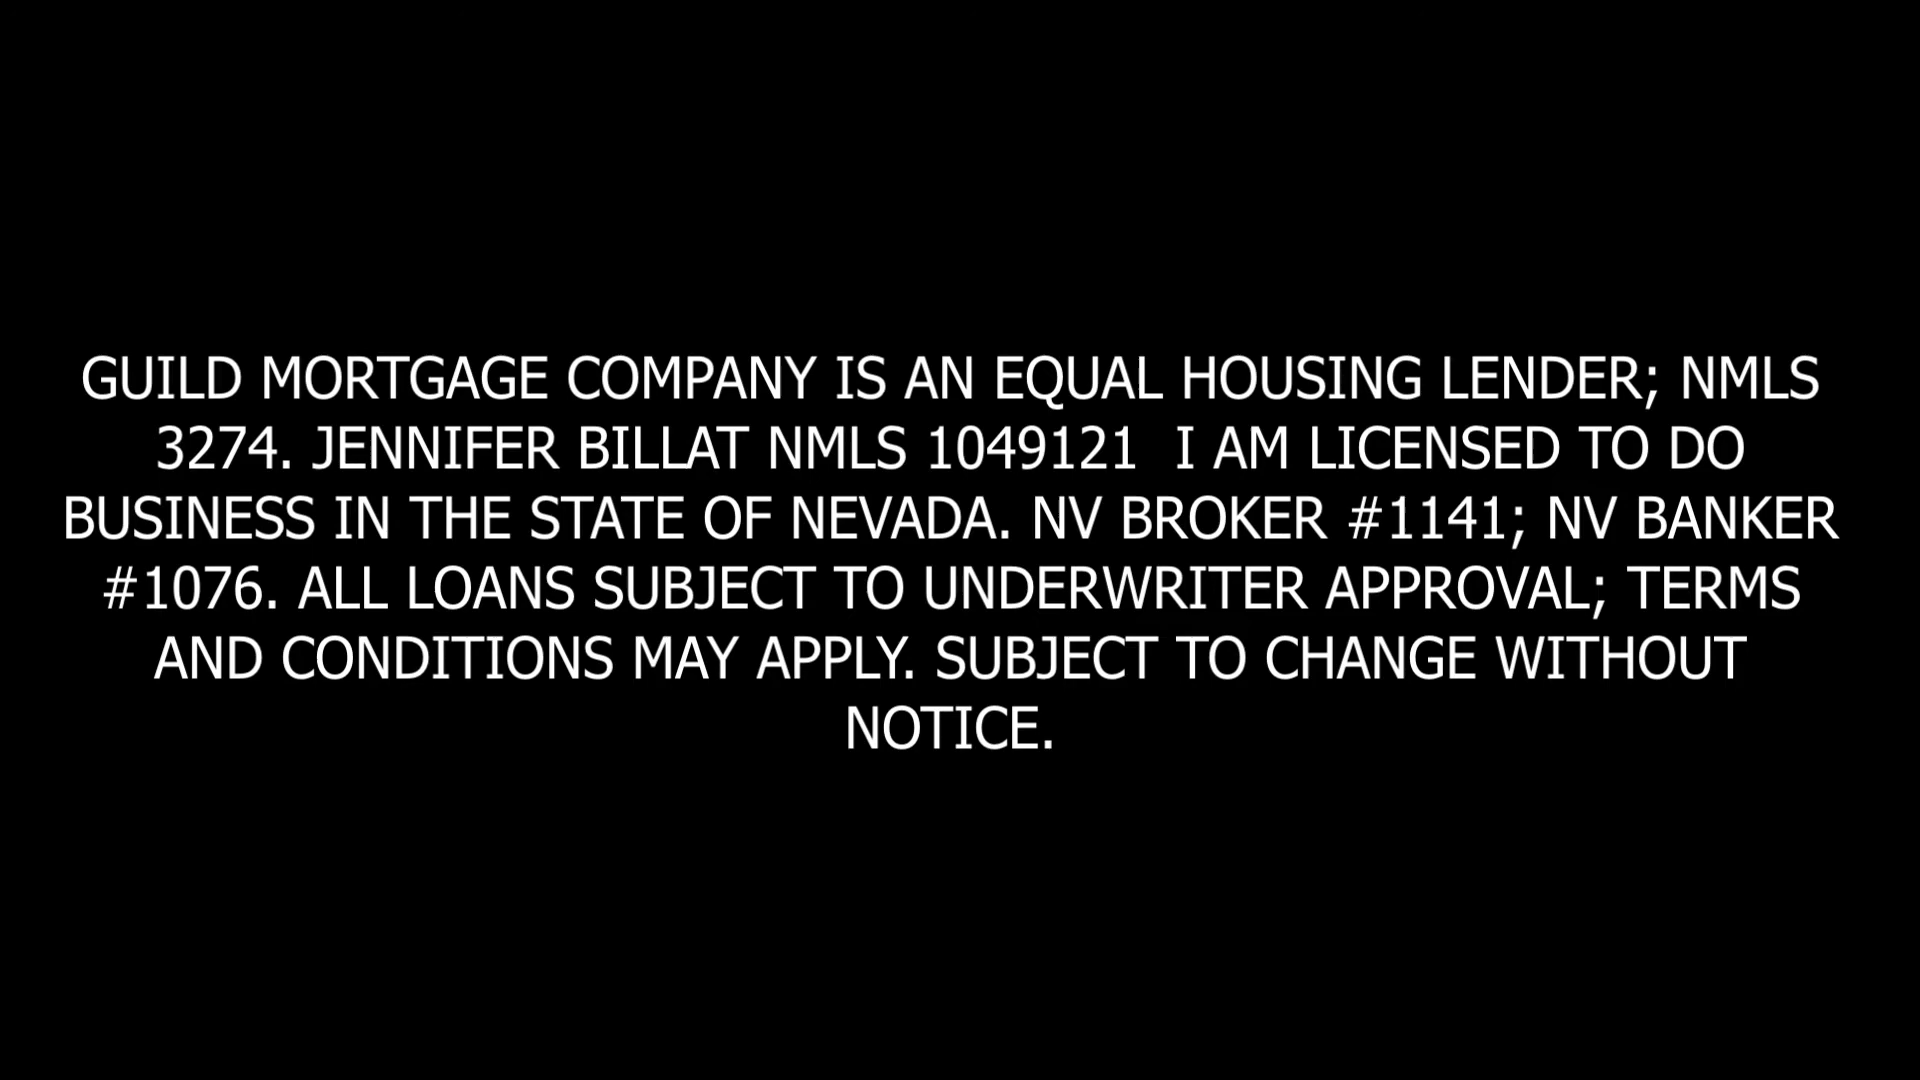 GUILD MORTGAGE COMPANY IS AN EQUAL HOUSING LENDER; NMLS
3274. JENNIFER BILLAT NMLS 1049121  I AM LICENSED TO DO
BUSINESS IN THE STATE OF NEVADA. NV BROKER #1141; NV BANKER
#1076. ALL LOANS SUBJECT TO UNDERWRITER APPROVAL; TERMS
AND CONDITIONS MAY APPLY. SUBJECT TO CHANGE WITHOUT
NOTICE.